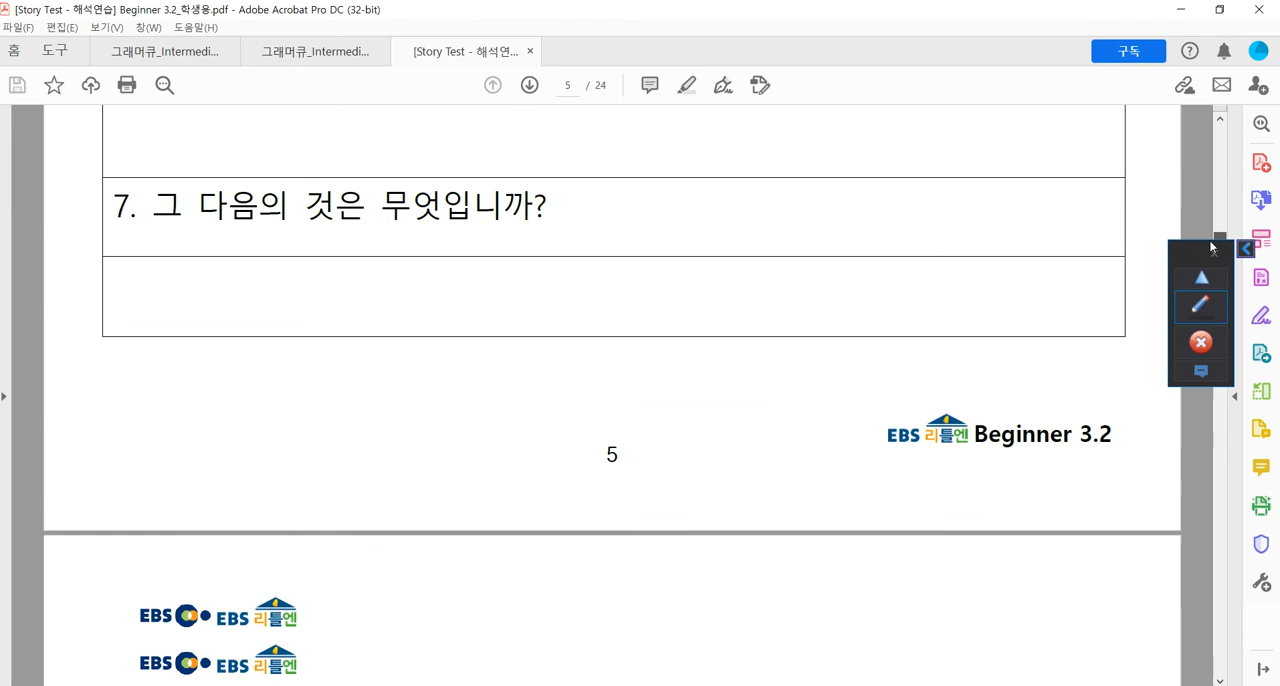 [Story Test - 해석연습] Beginner 3.2_학생용.pdf - Adobe Acrobat Pro DC (32-bit)
파일(F) 편집(E) 보기(V) 창(W) 도움말(H)
홈 도구 그래머큐_Intermedi... 그래머큐_Intermedi... [Story Test - 해석연... × 구독
5 / 24
7. 그 다음의 것은 무엇입니까?
EBS 리틀엔 Beginner 3.2
5
EBS EBS 리틀엔
EBS EBS 리틀엔